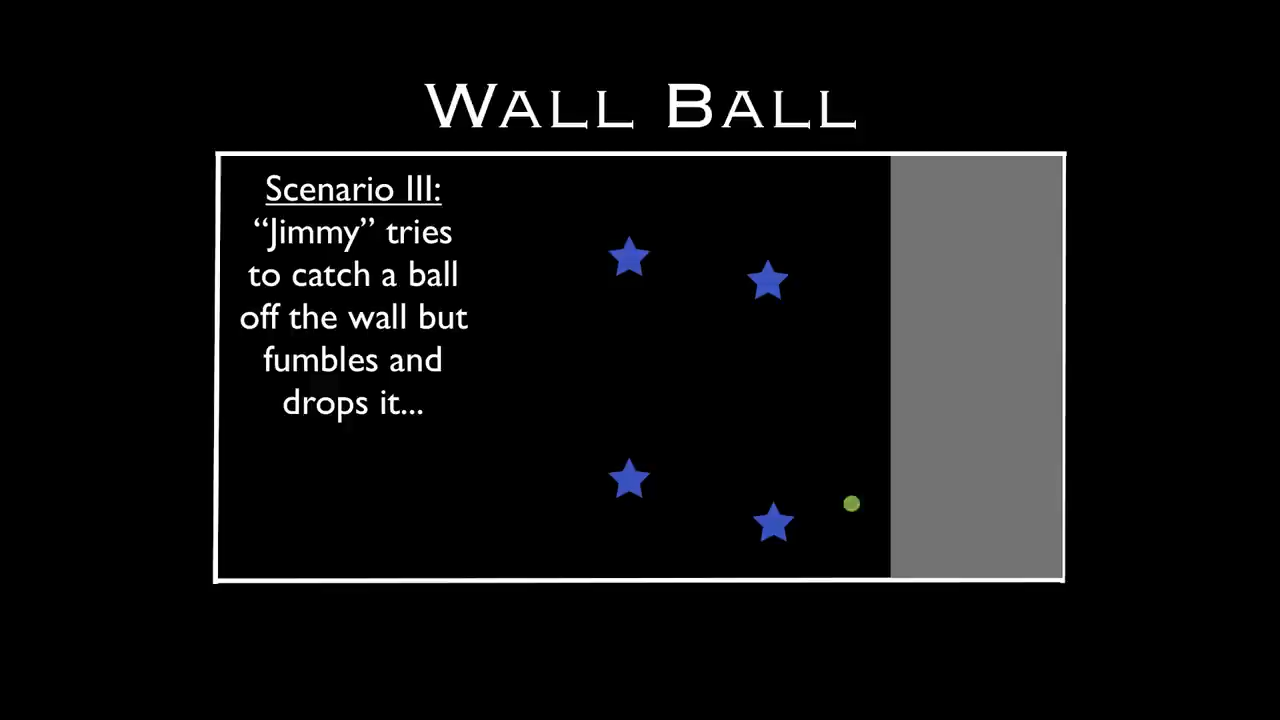 WALL BALL
Scenario III:
“Jimmy” tries
to catch a ball
off the wall but
fumbles and
drops it...